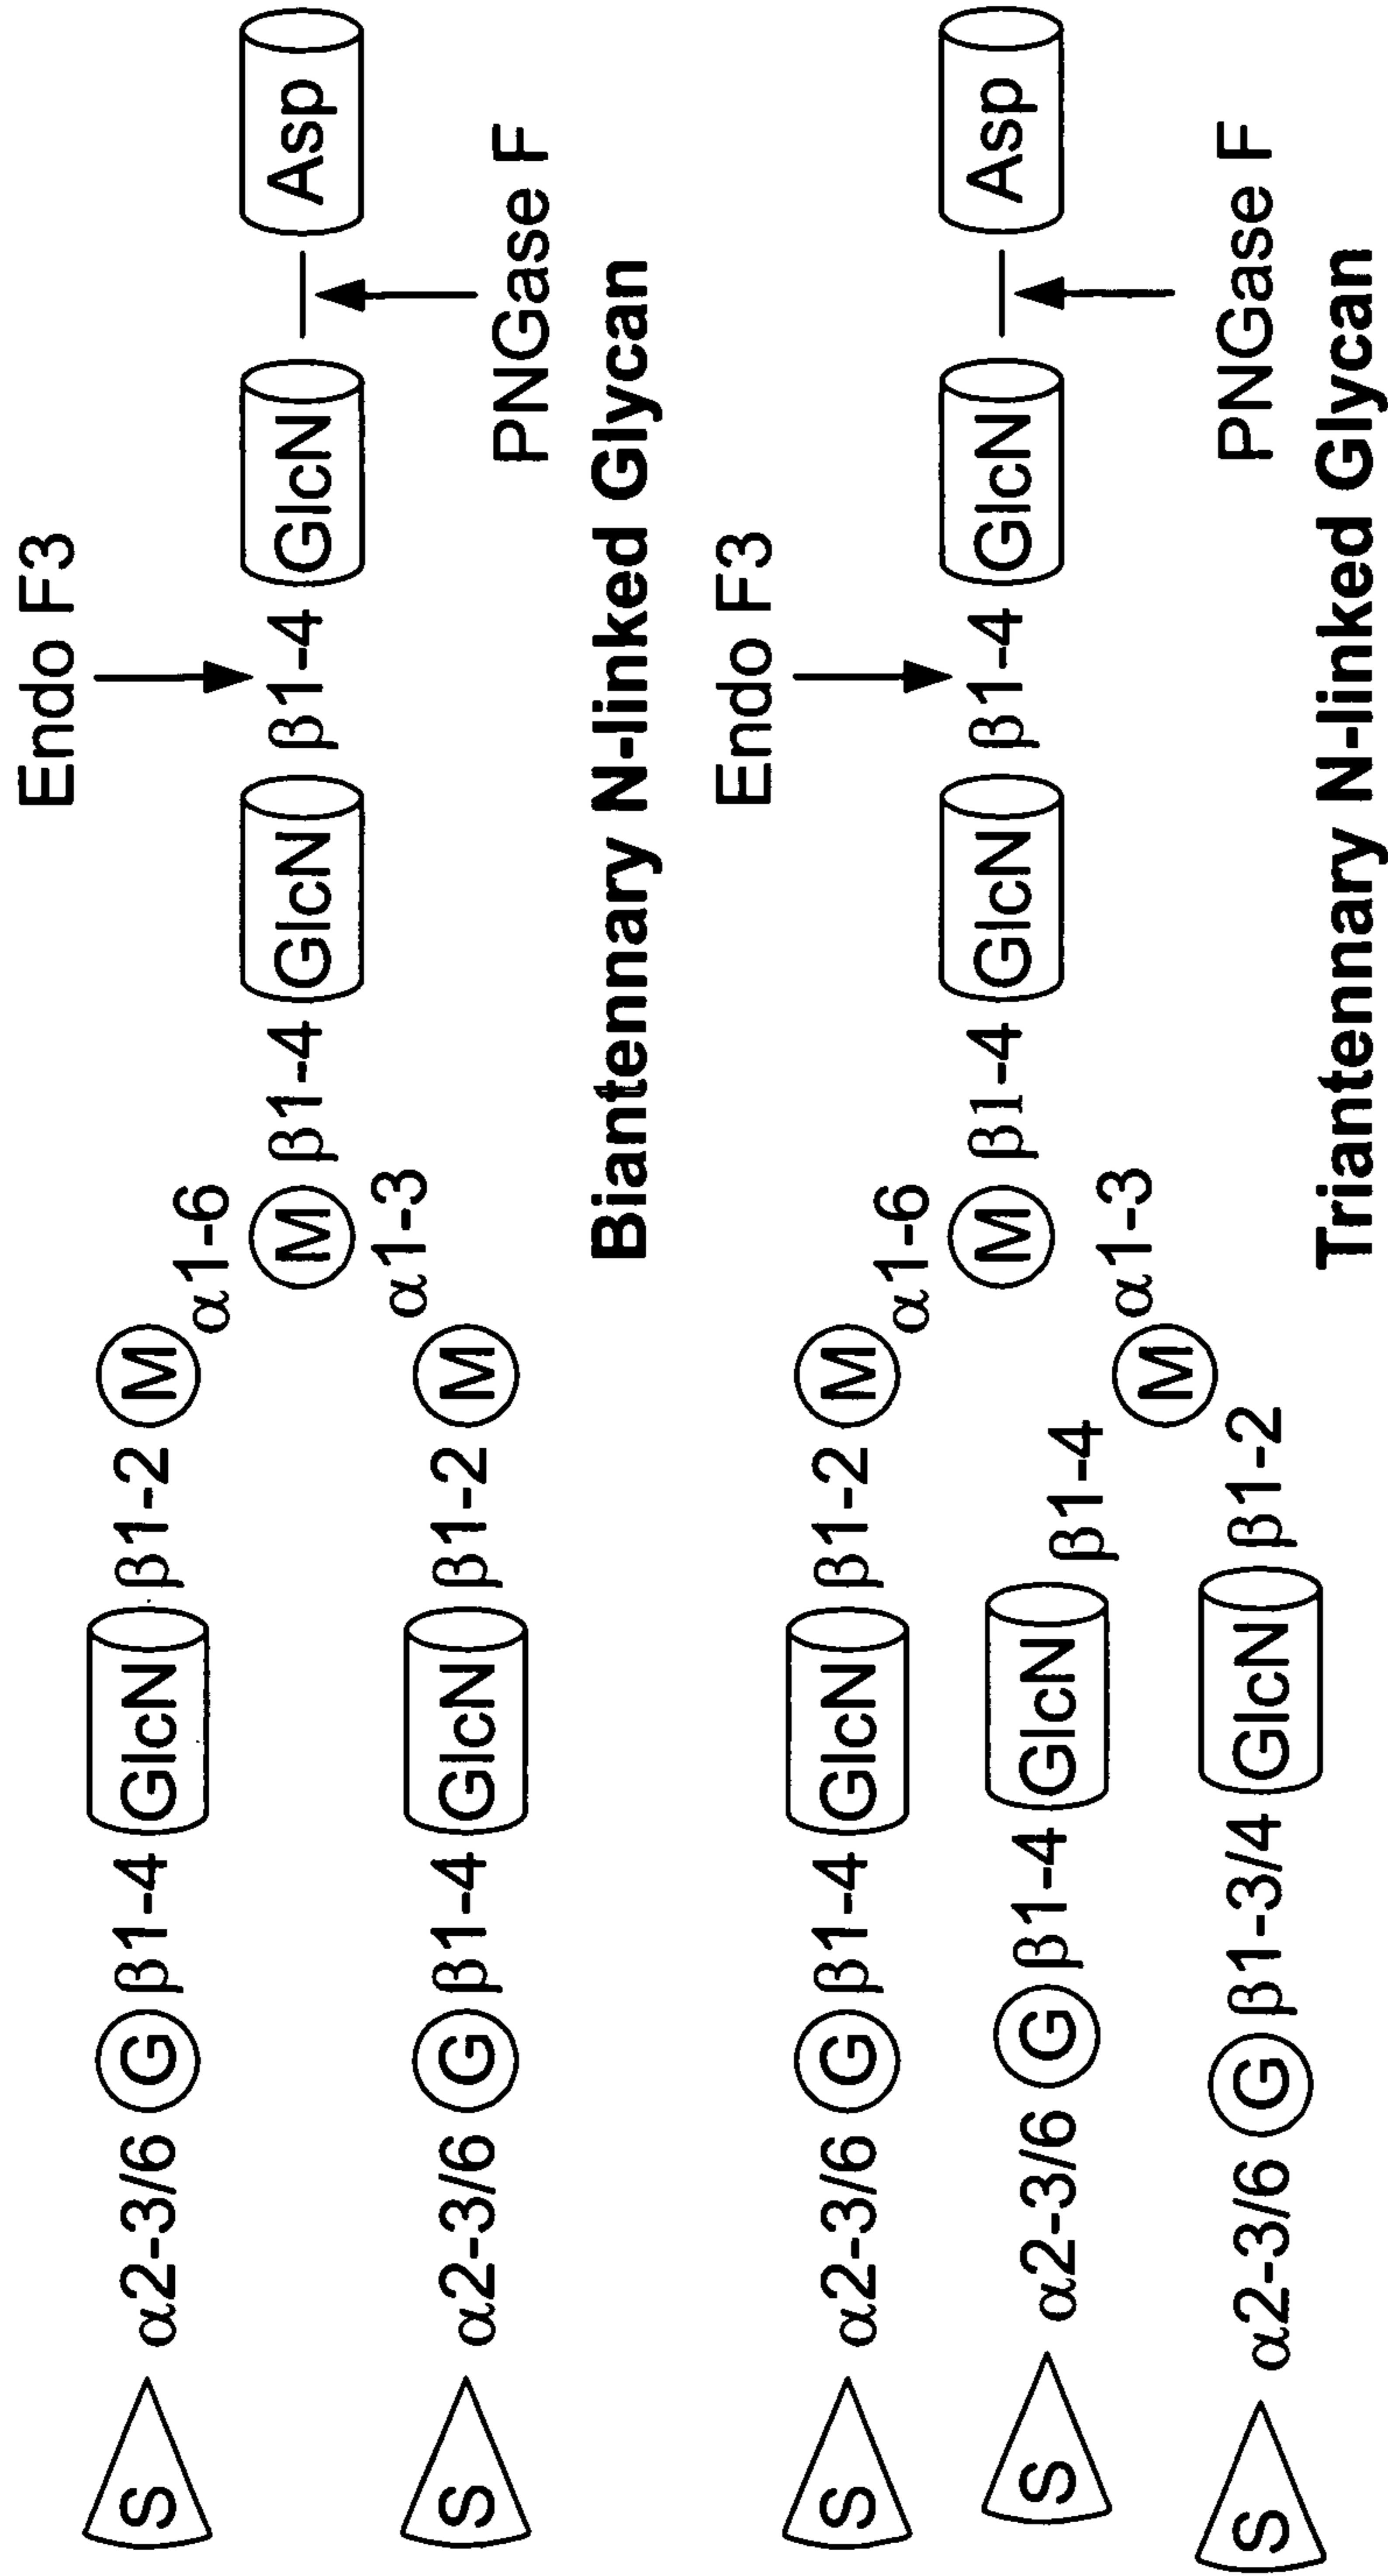 Endo F3
S α2-3/6 G β1-4 GlcN β1-2 M
α1-6
M β1-4 GlcN β1-4 GlcN — Asp
α1-3
S α2-3/6 G β1-4 GlcN β1-2 M
PNGase F
Biantennary N-linked Glycan
Endo F3
S α2-3/6 G β1-4 GlcN β1-2 M
α1-6
M β1-4 GlcN β1-4 GlcN — Asp
S α2-3/6 G β1-4 GlcN β1-4
α1-3
M
S α2-3/6 G β1-3/4 GlcN β1-2
PNGase F
Triantennary N-linked Glycan